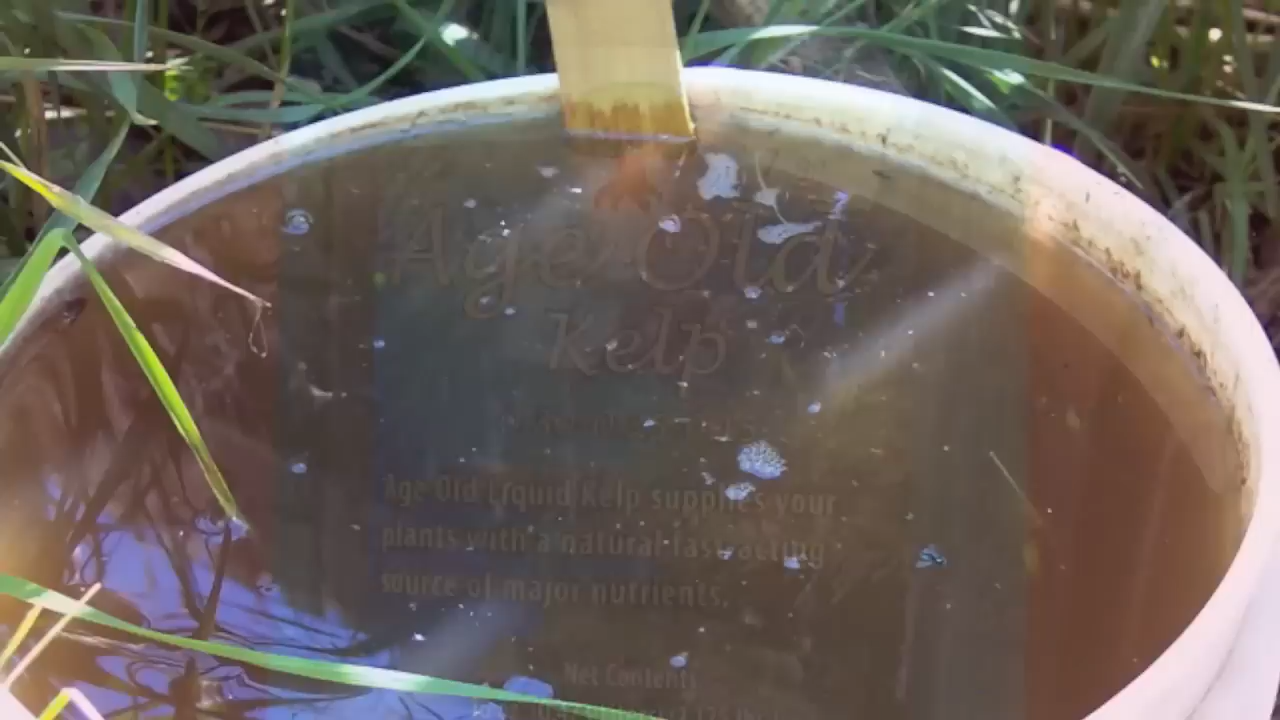 Age Old
Kelp
Age Old Liquid Kelp supplies your
plants with a natural fast-acting
source of major nutrients.
Net Contents